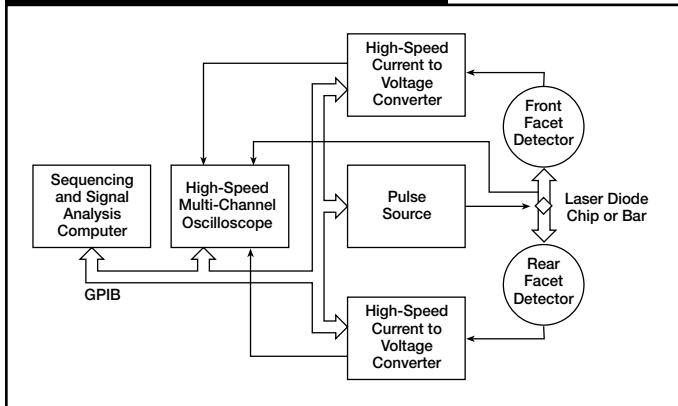 High-Speed
Current to
Voltage
Converter
Front
Facet
Detector
Sequencing
and Signal
Analysis
Computer
High-Speed
Multi-Channel
Oscilloscope
Pulse
Source
Laser Diode
Chip or Bar
GPIB
High-Speed
Current to
Voltage
Converter
Rear
Facet
Detector